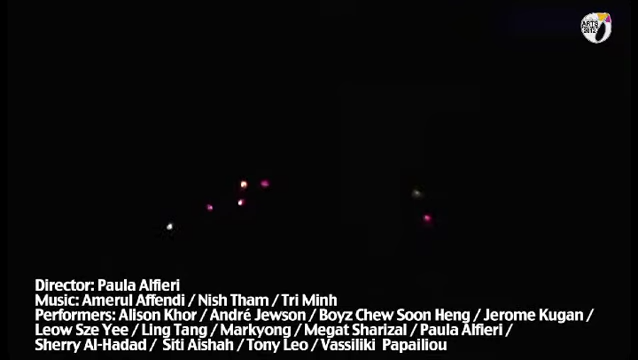 ARTS
2012
Director: Paula Alfieri
Music: Amerul Affendi / Nish Tham / Tri Minh
Performers: Alison Khor / André Jewson / Boyz Chew Soon Heng / Jerome Kugan /
Leow Sze Yee / Ling Tang / Markyong / Megat Sharizal / Paula Alfieri /
Sherry Al-Hadad / Siti Aishah / Tony Leo / Vassiliki Papailiou